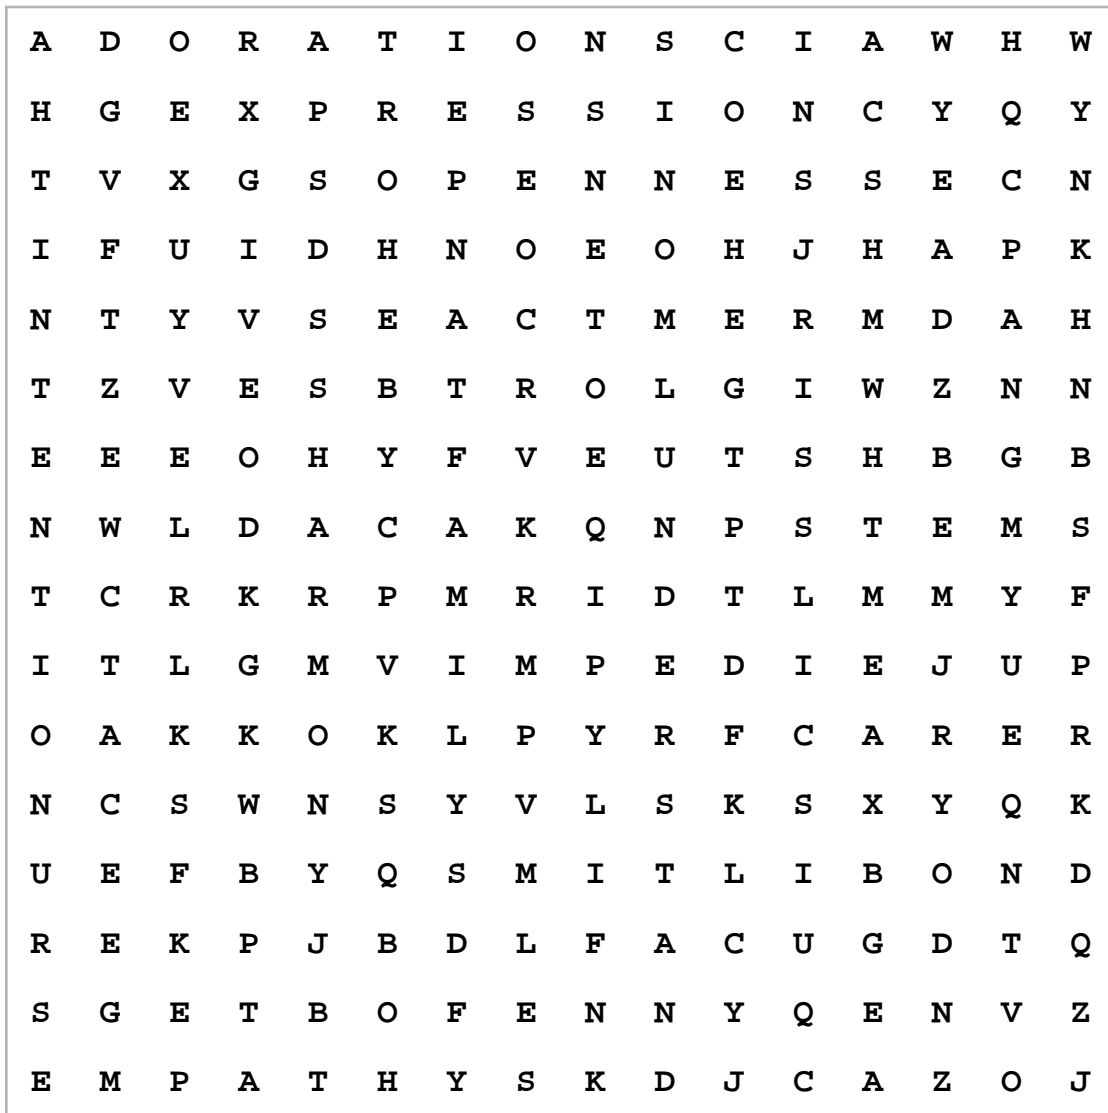 A D O R A T I O N S C I A W H W
H G E X P R E S S I O N C Y Q Y
T V X G S O P E N N E S S E C N
I F U I D H N O E O H J H A P K
N T Y V S E A C T M E R M D A H
T Z V E S B T R O L G I W Z N N
E E E O H Y F V E U T S H B G B
N W L D A C A K Q N P S T E M S
T C R K R P M R I D T L M M Y F
I T L G M V I M P E D I E J U P
O A K K O K L P Y R F C A R E R
N C S W N S Y V L S K S X Y Q K
U E F B Y Q S M I T L I B O N D
R E K P J B D L F A C U G D T Q
S G E T B O F E N N Y Q E N V Z
E M P A T H Y S K D J C A Z O J